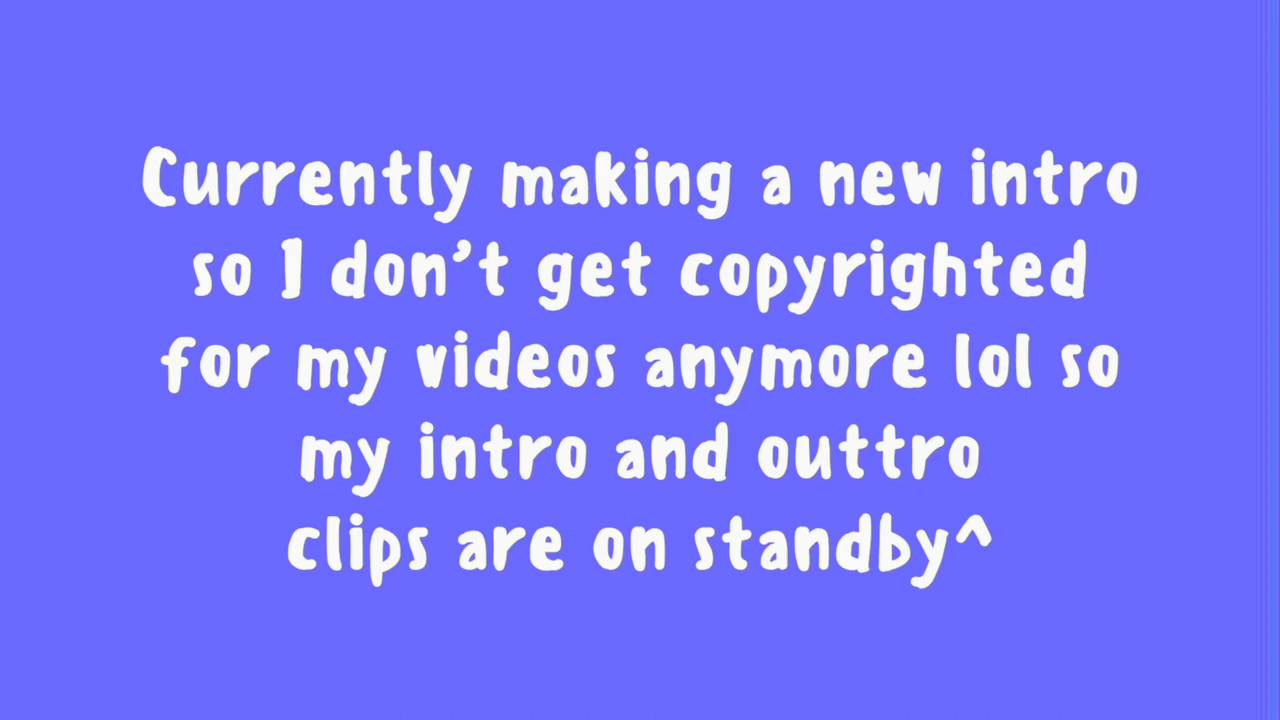 Currently making a new intro
so I don't get copyrighted
for my videos anymore lol so
my intro and outtro
clips are on standby^